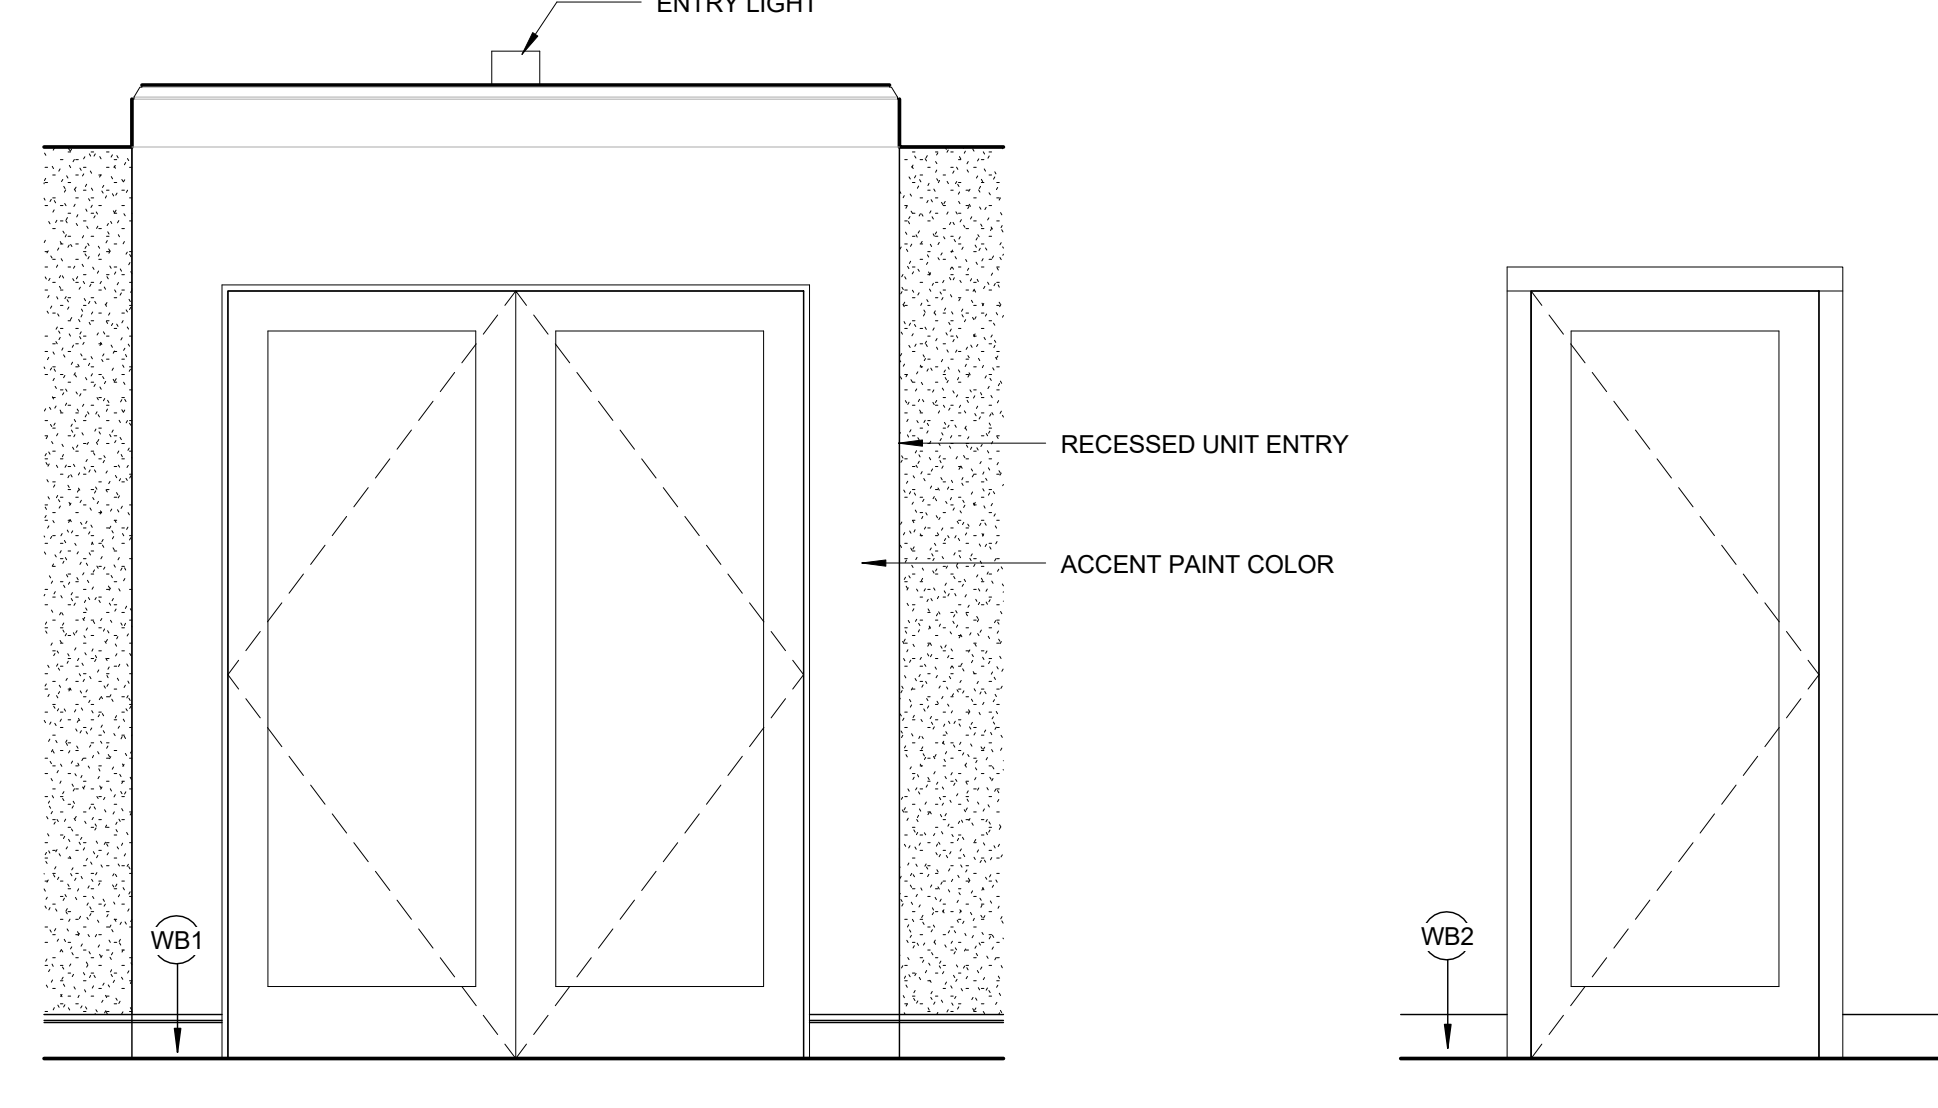 ENTRY LIGHT
RECESSED UNIT ENTRY
ACCENT PAINT COLOR
WB1
WB2